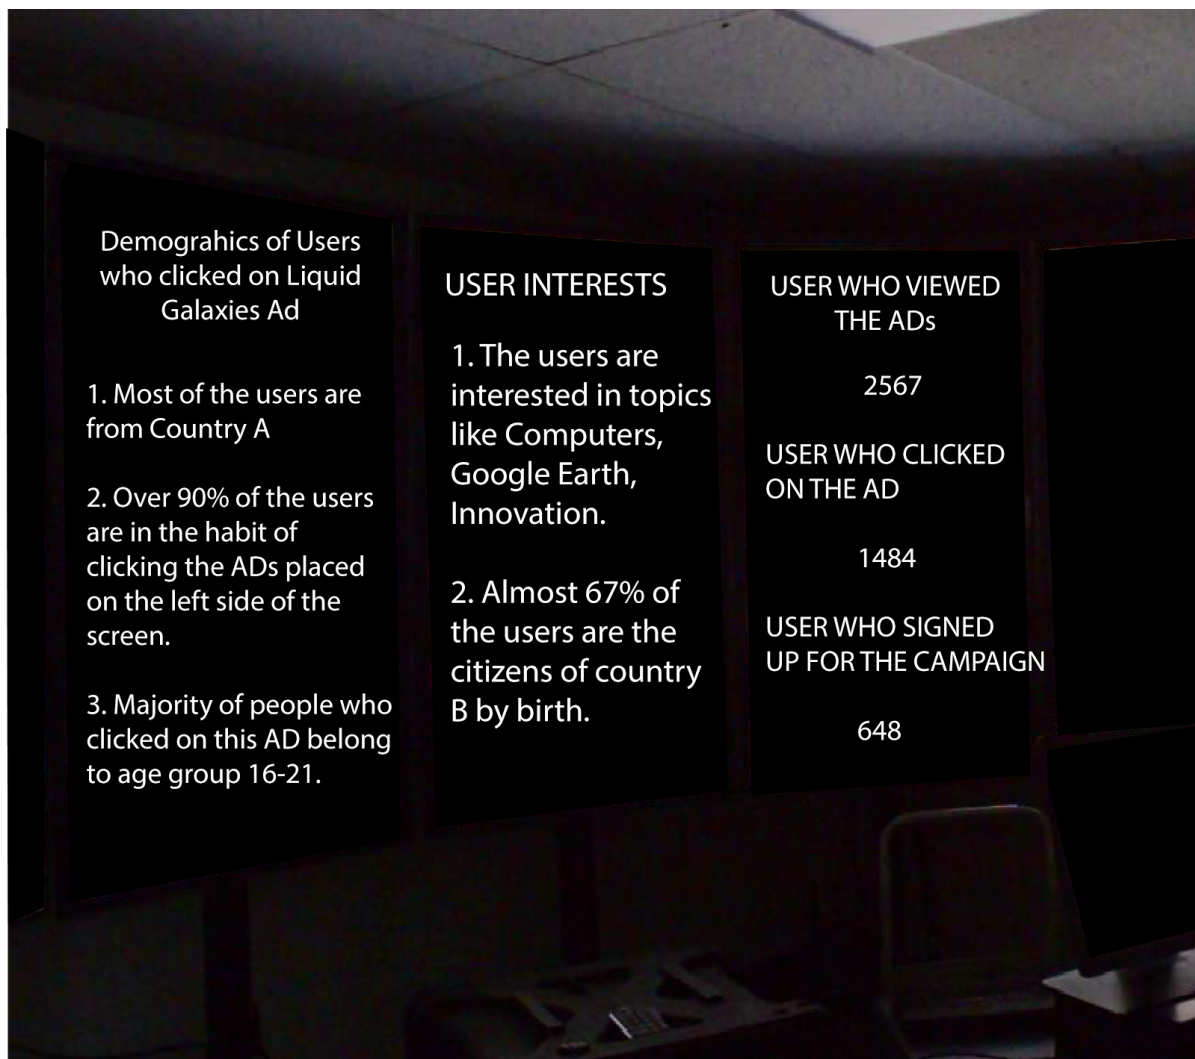 Demograhics of Users
who clicked on Liquid
Galaxies Ad
1. Most of the users are
from Country A
2. Over 90% of the users
are in the habit of
clicking the ADs placed
on the left side of the
screen.
3. Majority of people who
clicked on this AD belong
to age group 16-21.
USER INTERESTS
1. The users are
interested in topics
like Computers,
Google Earth,
Innovation.
2. Almost 67% of
the users are the
citizens of country
B by birth.
USER WHO VIEWED
THE ADs
2567
USER WHO CLICKED
ON THE AD
1484
USER WHO SIGNED
UP FOR THE CAMPAIGN
648